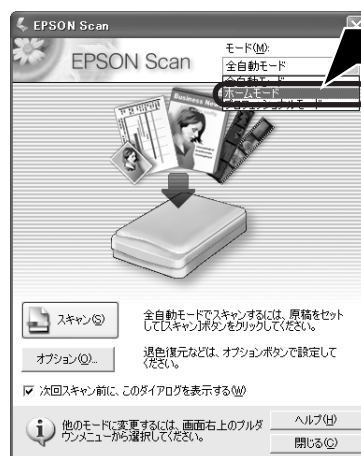 EPSON Scan
EPSON Scan
モード(M):
全自動モード
全自動モード
ホームモード
プロフェッショナルモード
Business News
スキャン(S)
全自動モードでスキャンするには、原稿をセット
して[スキャン]ボタンをクリックしてください。
オプション(O)...
退色復元などは、オプションボタンで設定して
ください。
次回スキャン前に、このダイアログを表示する(W)
他のモードに変更するには、画面右上のプルダ
ウンメニューから選択してください。
ヘルプ(H)
閉じる(C)